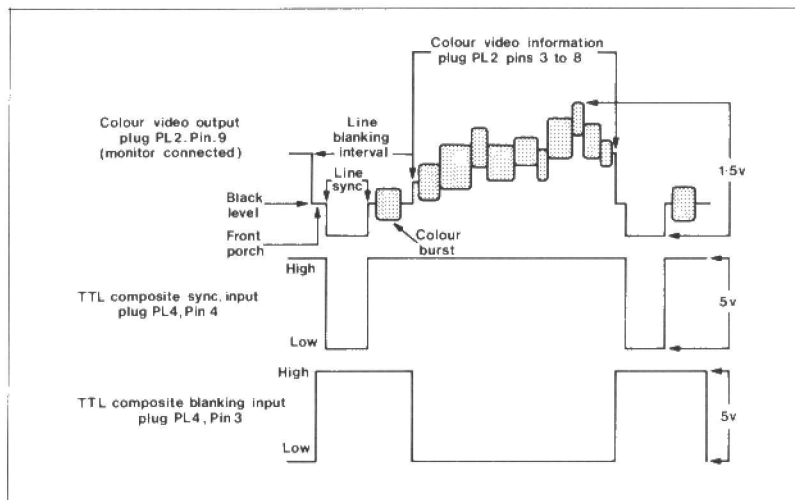 Colour video information
plug PL2 pins 3 to 8
Colour video output
plug PL2. Pin. 9
(monitor connected)
Line
blanking
interval
Line
sync
1·5v
Black
level
Front
porch
Colour
burst
High
TTL composite sync. input
plug PL4, Pin 4
5v
Low
High
TTL composite blanking input
plug PL4, Pin 3
5v
Low